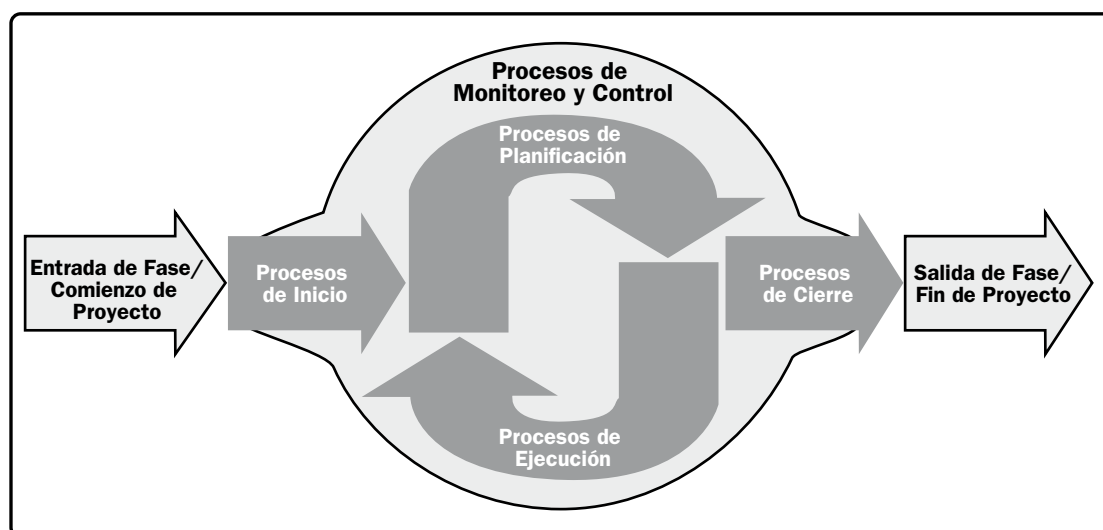 Procesos de
Monitoreo y Control
Procesos de
Planificación
Entrada de Fase/
Comienzo de
Proyecto
Procesos
de Inicio
Procesos
de Cierre
Salida de Fase/
Fin de Proyecto
Procesos de
Ejecución